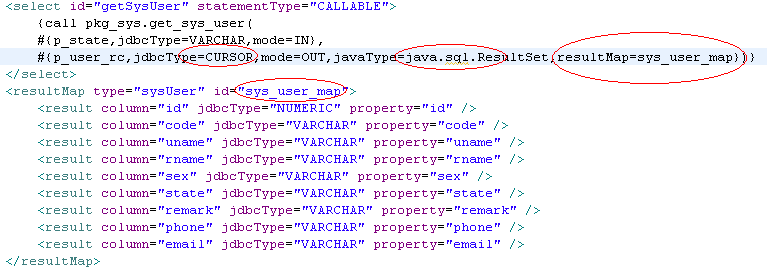 <select id="getSysUser" statementType="CALLABLE">
{call pkg_sys.get_sys_user(
#{p_state,jdbcType=VARCHAR,mode=IN},
#{p_user_rc,jdbcType=CURSOR,mode=OUT,javaType=java.sql.ResultSet,resultMap=sys_user_map})}
</select>
<resultMap type="sysUser" id="sys_user_map">
<result column="id" jdbcType="NUMERIC" property="id" />
<result column="code" jdbcType="VARCHAR" property="code" />
<result column="uname" jdbcType="VARCHAR" property="uname" />
<result column="rname" jdbcType="VARCHAR" property="rname" />
<result column="sex" jdbcType="VARCHAR" property="sex" />
<result column="state" jdbcType="VARCHAR" property="state" />
<result column="remark" jdbcType="VARCHAR" property="remark" />
<result column="phone" jdbcType="VARCHAR" property="phone" />
<result column="email" jdbcType="VARCHAR" property="email" />
</resultMap>